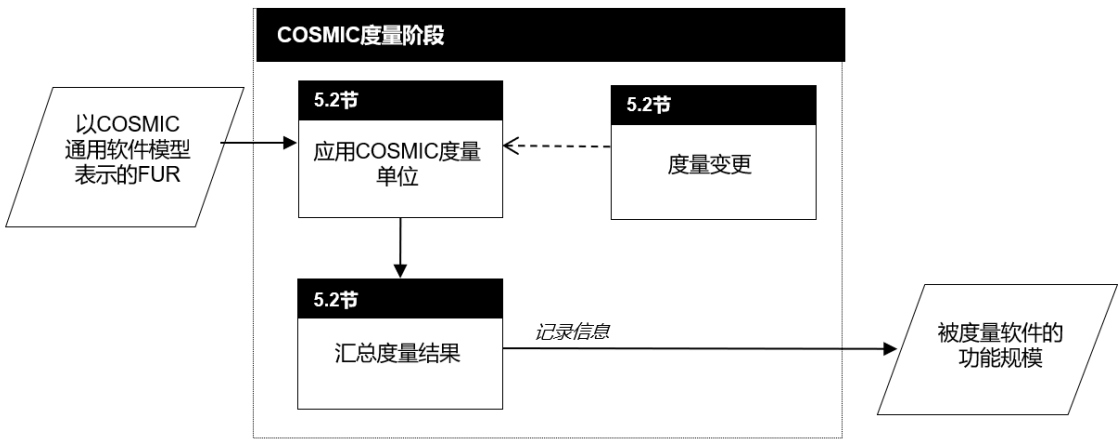 COSMIC度量阶段
以COSMIC
通用软件模型
表示的FUR
5.2节
应用COSMIC度量
单位
5.2节
度量变更
5.2节
汇总度量结果
记录信息
被度量软件的
功能规模